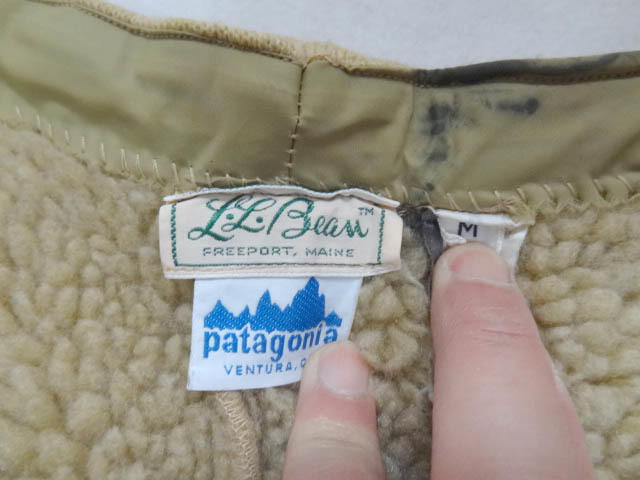 L.L.Bean™
FREEPORT, MAINE
M
patagonia
VENTURA, C